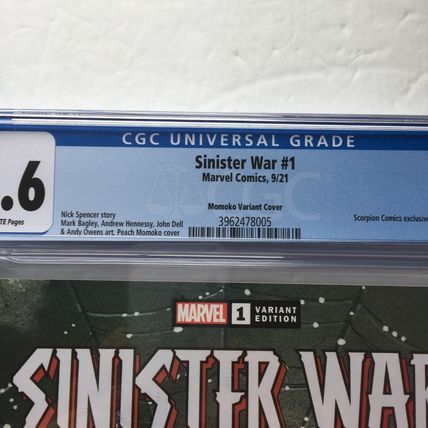 CGC UNIVERSAL GRADE
.6
TE Pages
Sinister War #1
Marvel Comics, 9/21
Momoko Variant Cover
3962478005
Nick Spencer story
Mark Bagley, Andrew Hennessy, John Dell
& Andy Owens art, Peach Momoko cover
Scorpion Comics exclusive
MARVEL 1 VARIANT EDITION
SINISTER WAR